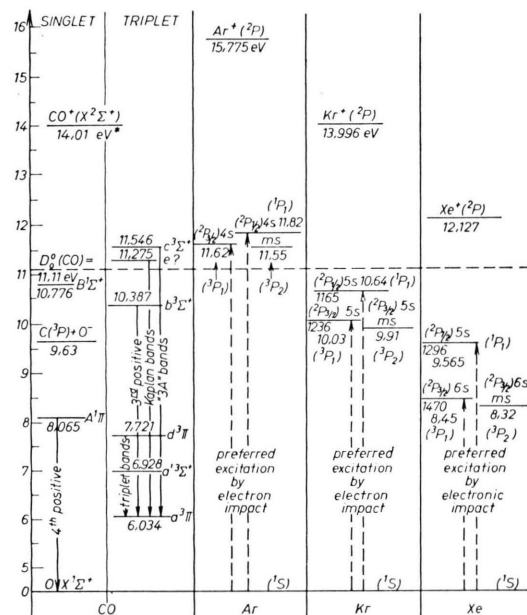 SINGLET
TRIPLET
16
15
14
13
12
11
10
9
8
7
6
5
4
3
2
1
0
CO⁺(X²Σ⁺)
14,01 eV*
D₀⁰(CO)=
11,11 eV
10,776 B¹Σ⁺
C(³P)+O⁻
9,63
A¹Π
8,065
4th positive
X¹Σ⁺
CO
11,546
c³Σ⁺
11,275
e?
10,387
b³Σ⁺
3rd positive
Kaplan bands
"3A" bands
triplet bands
7,721
d³Π
6,928
a'³Σ⁺
a³Π
6,034
Ar⁺(²P)
15,775 eV
(¹P₁)
(²P₃/₂)4s
(²P₁/₂)4s 11,82
11,62
ms
11,55
(³P₁)
(³P₂)
preferred
excitation
by
electron
impact
(¹S)
Ar
Kr⁺(²P)
13,996 eV
(²P₁/₂)5s 10,64 (¹P₁)
1165
(²P₃/₂) 5s
(²P₃/₂) 5s
1236
ms
10,03
9,91
(³P₁)
(³P₂)
preferred
excitation
by
electron
impact
(¹S)
Kr
Xe⁺(²P)
12,127
(²P₁/₂)5s
(¹P₁)
1296
9,565
(²P₃/₂) 6s
(²P₃/₂)6s
1470
ms
8,45
8,32
(³P₁)
(³P₂)
preferred
excitation
by
electronic
impact
(¹S)
Xe